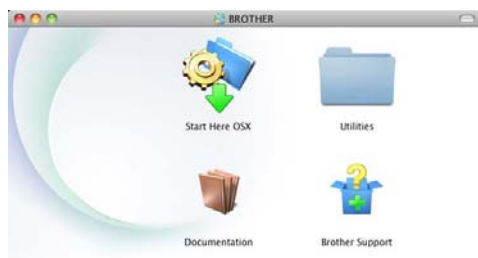 BROTHER
Start Here OSX
Utilities
Documentation
Brother Support